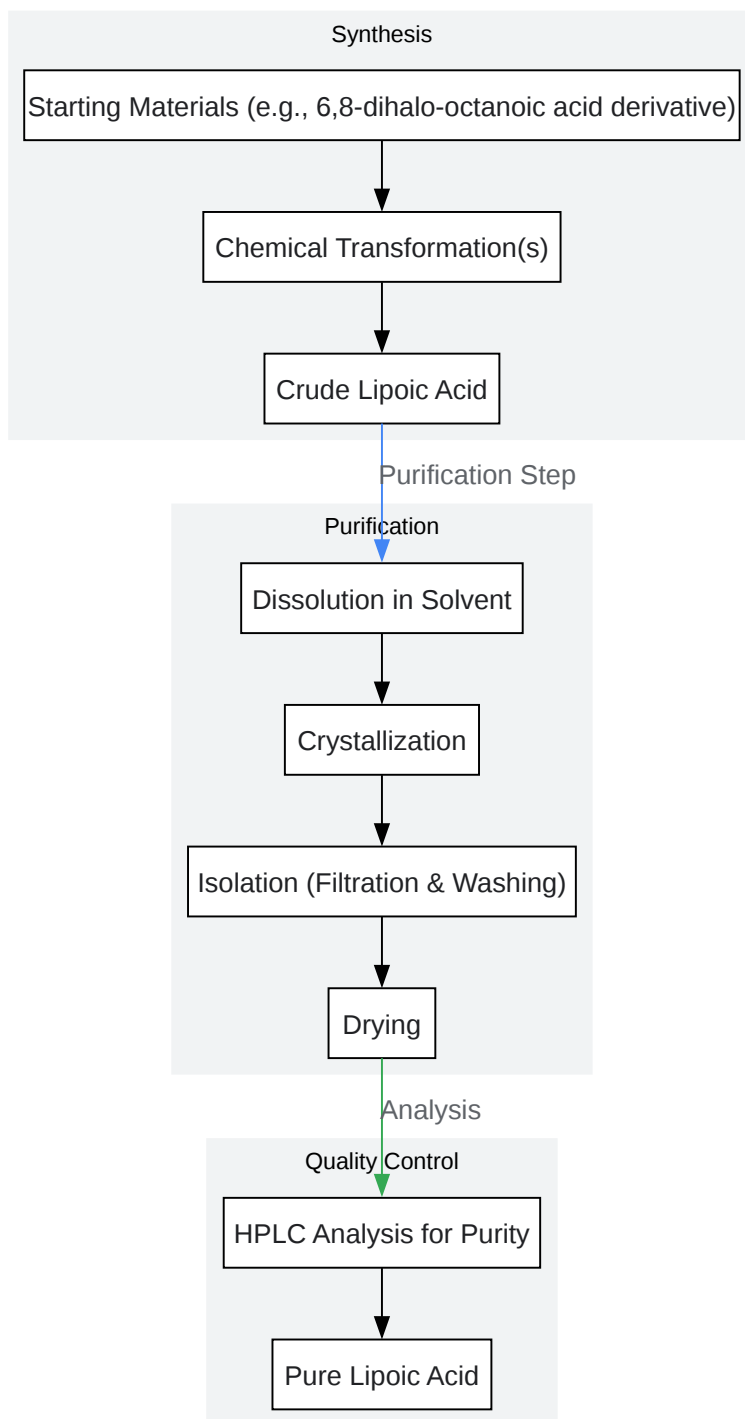 Synthesis
Starting Materials (e.g., 6,8-dihalo-octanoic acid derivative)
Chemical Transformation(s)
Crude Lipoic Acid
Purification Step
Purification
Dissolution in Solvent
Crystallization
Isolation (Filtration & Washing)
Drying
Analysis
Quality Control
HPLC Analysis for Purity
Pure Lipoic Acid